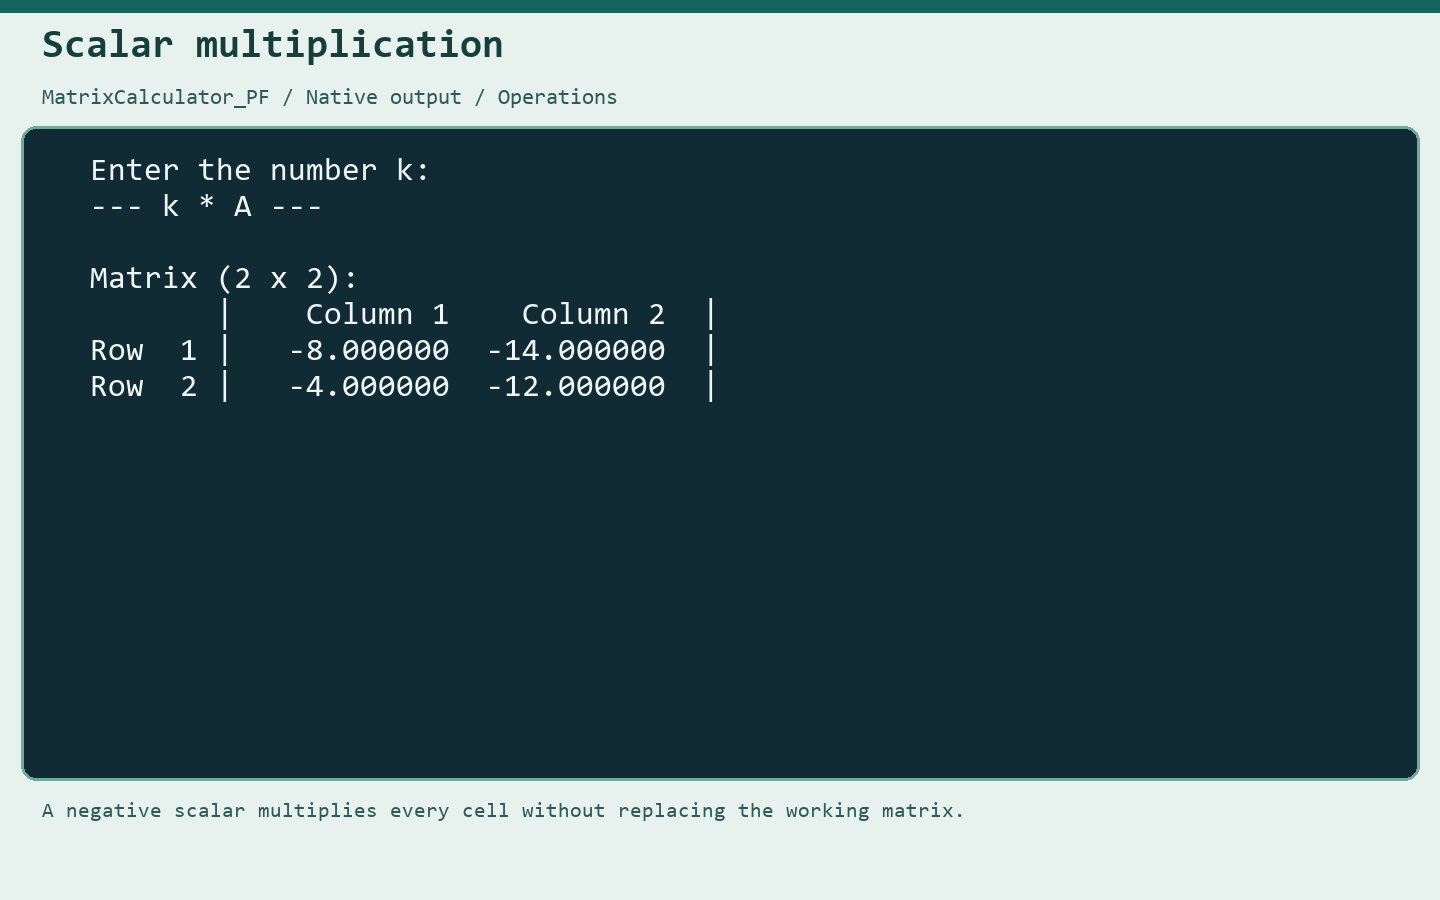 Scalar multiplication
MatrixCalculator_PF / Native output / Operations
Enter the number k:
--- k * A ---
Matrix (2 x 2):
       |    Column 1    Column 2  |
Row  1 |   -8.000000  -14.000000  |
Row  2 |   -4.000000  -12.000000  |
A negative scalar multiplies every cell without replacing the working matrix.